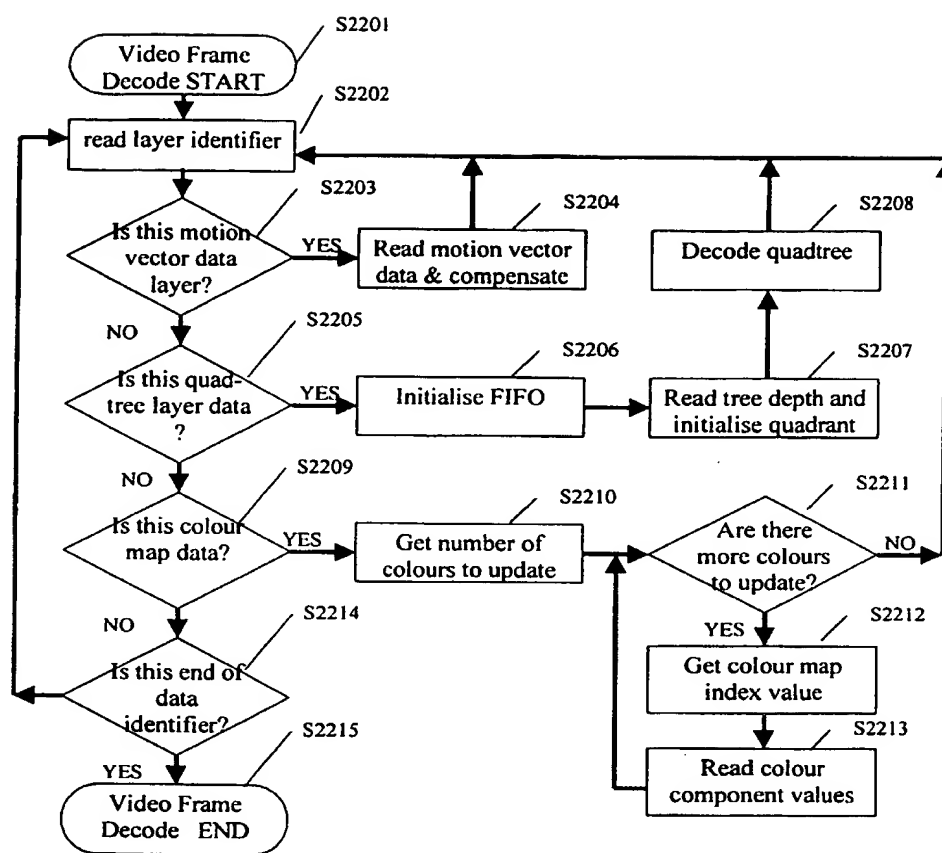 S2201
Video Frame
Decode START
S2202
read layer identifier
S2203
Is this motion
vector data
layer?
YES
S2204
Read motion vector
data & compensate
S2208
Decode quadtree
NO
S2205
Is this quad-
tree layer data
?
YES
S2206
Initialise FIFO
S2207
Read tree depth and
initialise quadrant
NO
S2209
Is this colour
map data?
YES
S2210
Get number of
colours to update
S2211
Are there
more colours
to update?
NO
YES
S2212
Get colour map
index value
S2213
Read colour
component values
NO
S2214
Is this end of
data
identifier?
YES
S2215
Video Frame
Decode END